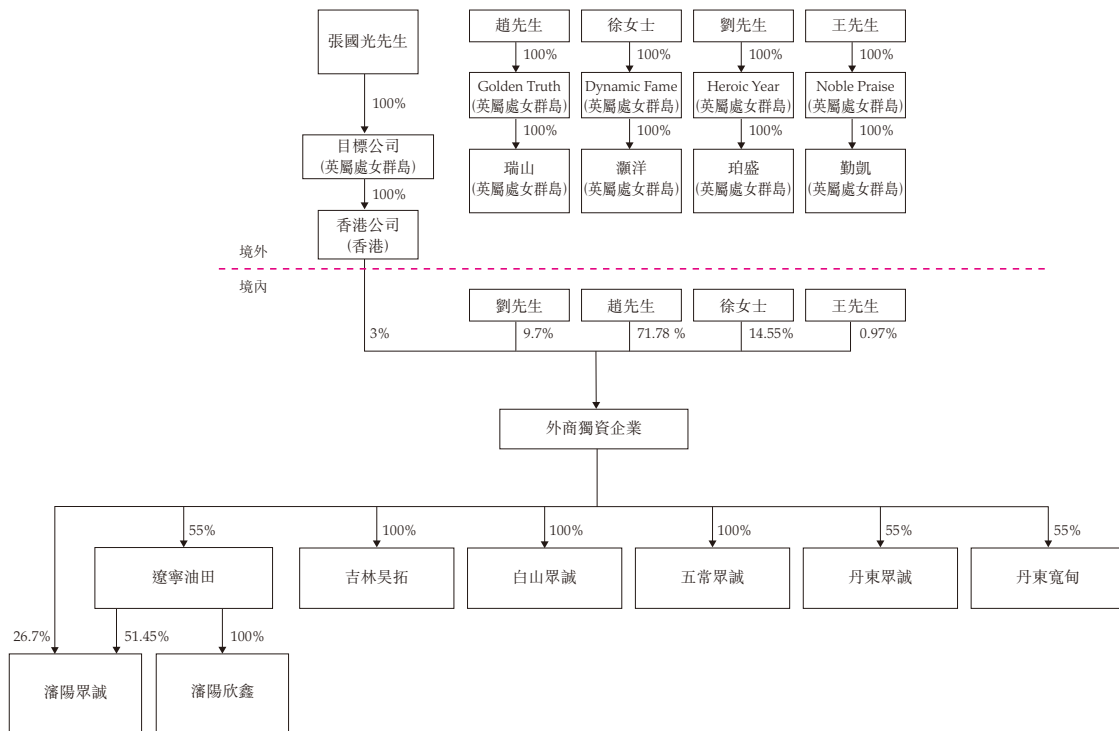 張國光先生
趙先生
徐女士
劉先生
王先生
100%
100%
100%
100%
100%
Golden Truth
(英屬處女群島)
Dynamic Fame
(英屬處女群島)
Heroic Year
(英屬處女群島)
Noble Praise
(英屬處女群島)
100%
100%
100%
100%
目標公司
(英屬處女群島)
瑞山
(英屬處女群島)
灝洋
(英屬處女群島)
珀盛
(英屬處女群島)
勤凱
(英屬處女群島)
100%
香港公司
(香港)
境外
境內
劉先生
趙先生
徐女士
王先生
3%
9.7%
71.78 %
14.55%
0.97%
外商獨資企業
55%
100%
100%
100%
55%
55%
遼寧油田
吉林昊拓
白山眾誠
五常眾誠
丹東眾誠
丹東寬甸
26.7%
51.45%
100%
瀋陽眾誠
瀋陽欣鑫